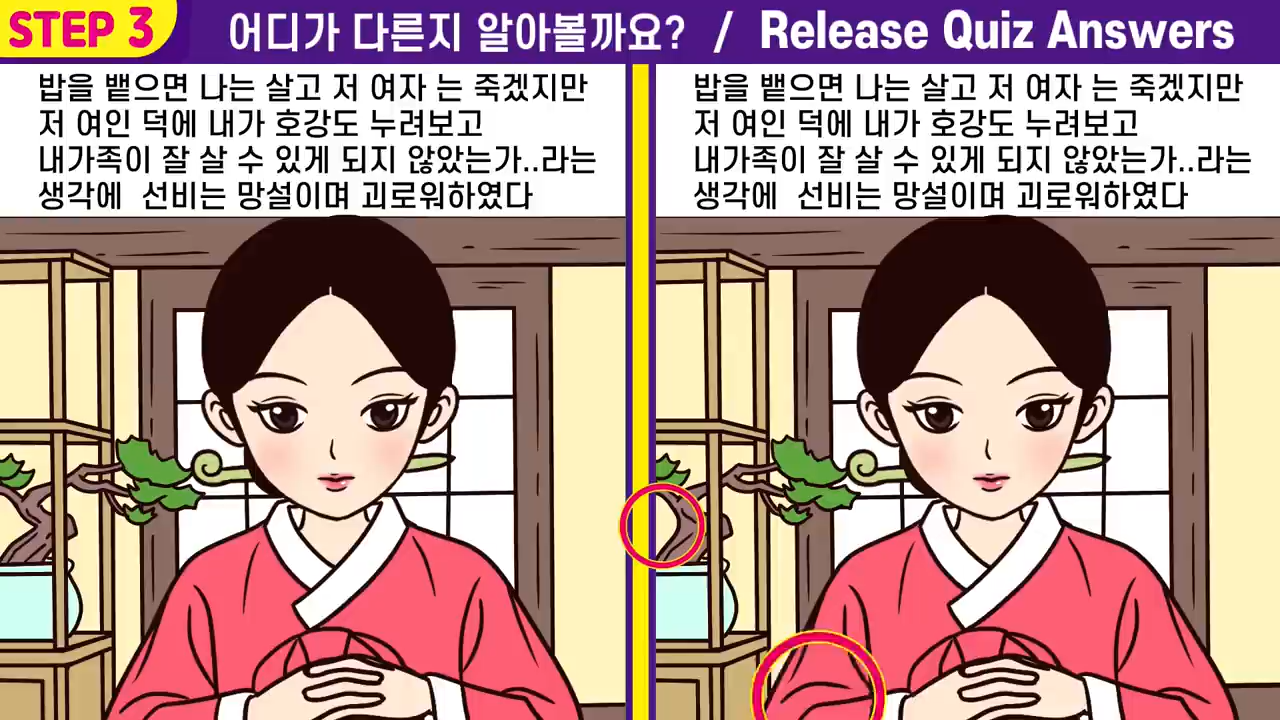 STEP 3
어디가 다른지 알아볼까요? / Release Quiz Answers
밥을 뱉으면 나는 살고 저 여자 는 죽겠지만
저 여인 덕에 내가 호강도 누려보고
내가족이 잘 살 수 있게 되지 않았는가..라는
생각에 선비는 망설이며 괴로워하였다
밥을 뱉으면 나는 살고 저 여자 는 죽겠지만
저 여인 덕에 내가 호강도 누려보고
내가족이 잘 살 수 있게 되지 않았는가..라는
생각에 선비는 망설이며 괴로워하였다